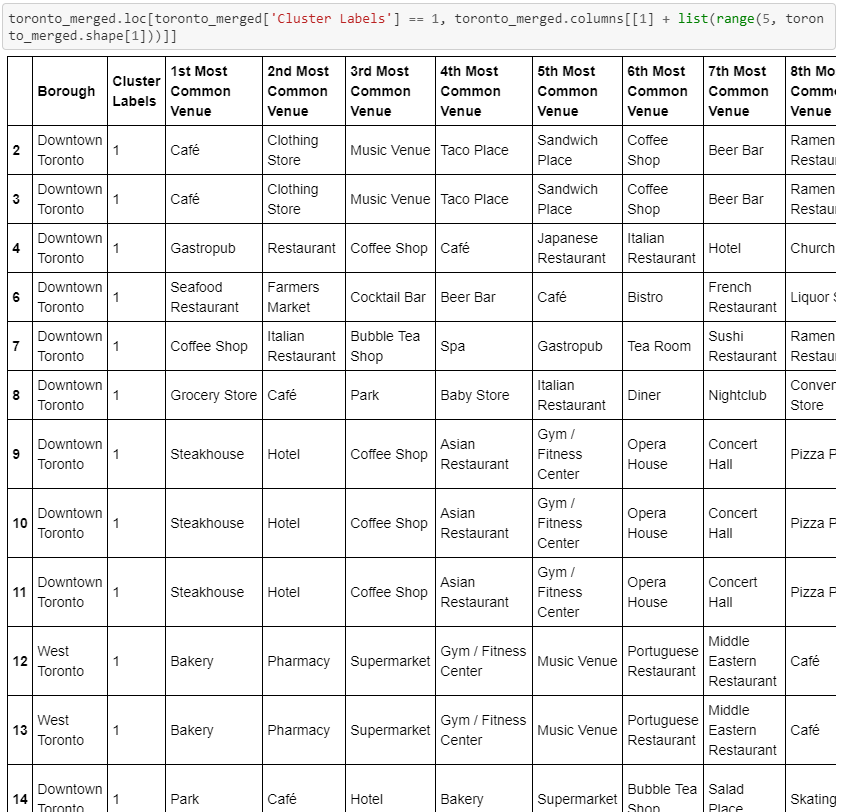 toronto_merged.loc[toronto_merged['Cluster Labels'] == 1, toronto_merged.columns[[1] + list(range(5, toron
to_merged.shape[1]))]]
Borough Cluster Labels 1st Most Common Venue 2nd Most Common Venue 3rd Most Common Venue 4th Most Common Venue 5th Most Common Venue 6th Most Common Venue 7th Most Common Venue 8th Venue
2 Downtown Toronto 1 Café Clothing Store Music Venue Taco Place Sandwich Place Coffee Shop Beer Bar Ramen
3 Downtown Toronto 1 Café Clothing Store Music Venue Taco Place Sandwich Place Coffee Shop Beer Bar Ramen
4 Downtown Toronto 1 Gastropub Restaurant Coffee Shop Café Japanese Restaurant Italian Restaurant Hotel Church
6 Downtown Toronto 1 Seafood Restaurant Farmers Market Cocktail Bar Beer Bar Café Bistro French Restaurant Liquor
7 Downtown Toronto 1 Coffee Shop Italian Restaurant Bubble Tea Shop Spa Gastropub Tea Room Sushi Restaurant Ramen
8 Downtown Toronto 1 Grocery Store Café Park Baby Store Italian Restaurant Diner Nightclub Store
9 Downtown Toronto 1 Steakhouse Hotel Coffee Shop Asian Restaurant Gym / Fitness Center Opera House Concert Hall Pizza
10 Downtown Toronto 1 Steakhouse Hotel Coffee Shop Asian Restaurant Gym / Fitness Center Opera House Concert Hall Pizza
11 Downtown Toronto 1 Steakhouse Hotel Coffee Shop Asian Restaurant Gym / Fitness Center Opera House Concert Hall Pizza
12 West Toronto 1 Bakery Pharmacy Supermarket Gym / Fitness Center Music Venue Portuguese Restaurant Middle Eastern Restaurant Café
13 West Toronto 1 Bakery Pharmacy Supermarket Gym / Fitness Center Music Venue Portuguese Restaurant Middle Eastern Restaurant Café
14 Downtown Toronto 1 Park Café Hotel Bakery Supermarket Bubble Tea Shop Salad Place Skating